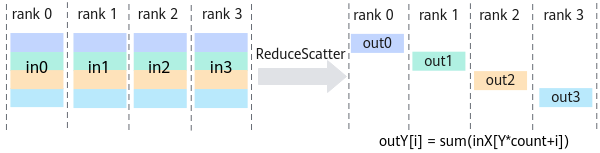 rank 0 rank 1 rank 2 rank 3 rank 0 rank 1 rank 2 rank 3
in0 in1 in2 in3
ReduceScatter
out0
out1
out2
out3
outY[i] = sum(inX[Y*count+i])